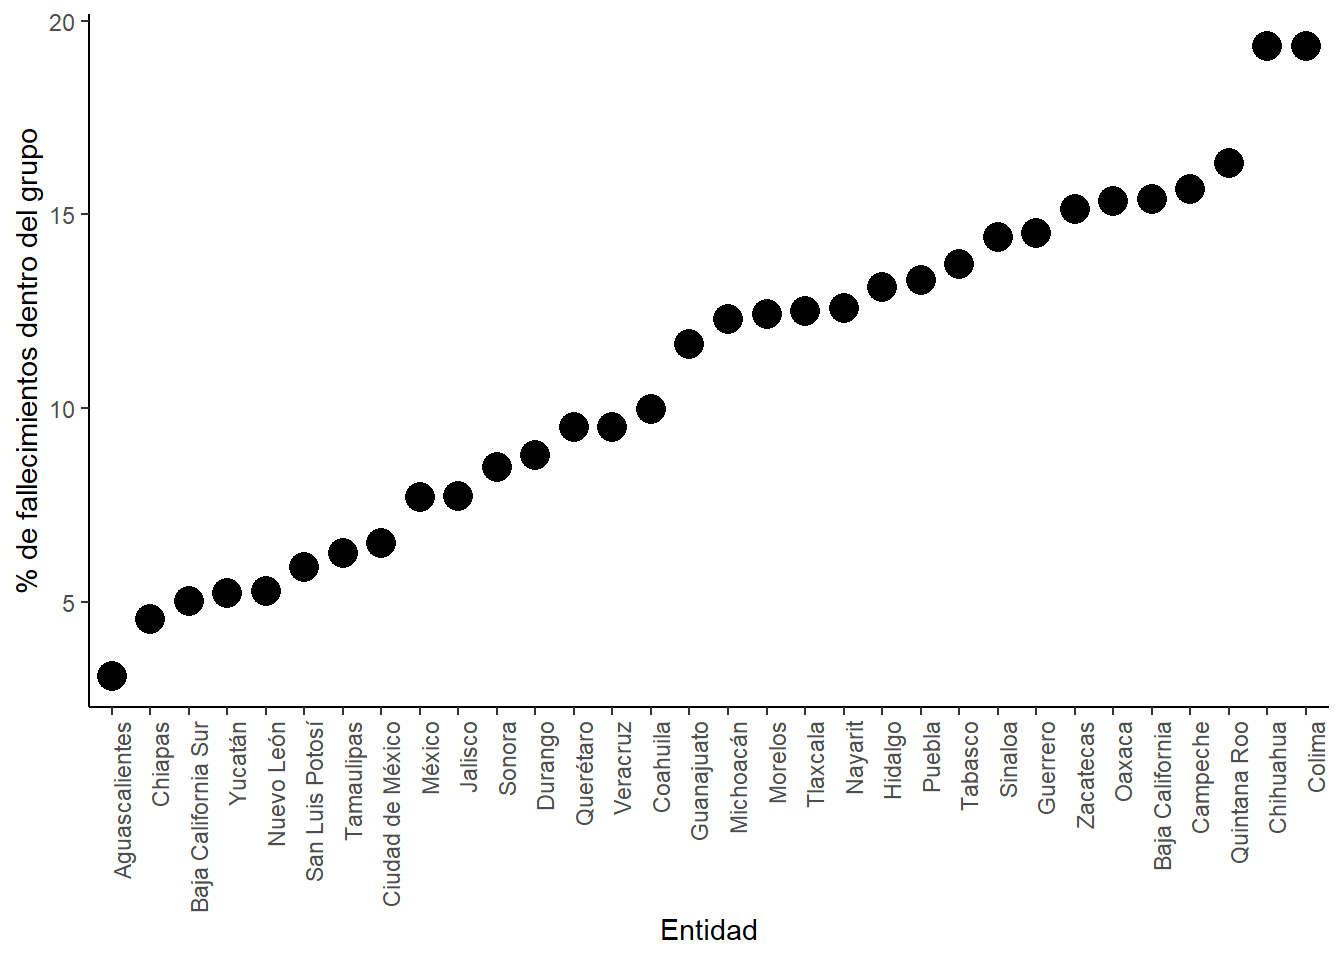 % de fallecimientos dentro del grupo
20
15
10
5
Aguascalientes
Chiapas
Baja California Sur
Yucatán
Nuevo León
San Luis Potosí
Tamaulipas
Ciudad de México
México
Jalisco
Sonora
Durango
Querétaro
Veracruz
Coahuila
Guanajuato
Michoacán
Morelos
Tlaxcala
Nayarit
Hidalgo
Puebla
Tabasco
Sinaloa
Guerrero
Zacatecas
Oaxaca
Baja California
Campeche
Quintana Roo
Chihuahua
Colima
Entidad